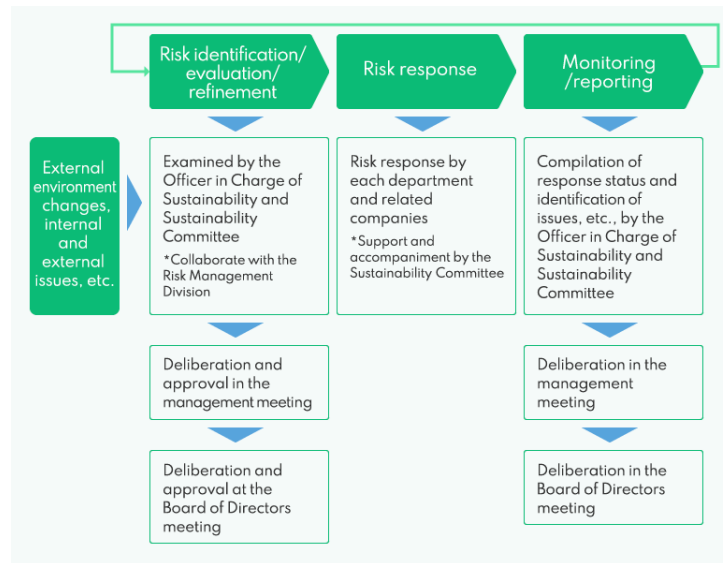 Risk identification/
evaluation/
refinement
Risk response
Monitoring
/reporting
External
environment
changes,
internal
and
external
issues, etc.
Examined by the
Officer in Charge of
Sustainability and
Sustainability
Committee
*Collaborate with the
Risk Management
Division
Risk response by
each department
and related
companies
*Support and
accompaniment by the
Sustainability Committee
Compilation of
response status and
identification of
issues, etc., by the
Officer in Charge of
Sustainability and
Sustainability
Committee
Deliberation and
approval in the
management meeting
Deliberation in the
management
meeting
Deliberation and
approval at the
Board of Directors
meeting
Deliberation in the
Board of Directors
meeting